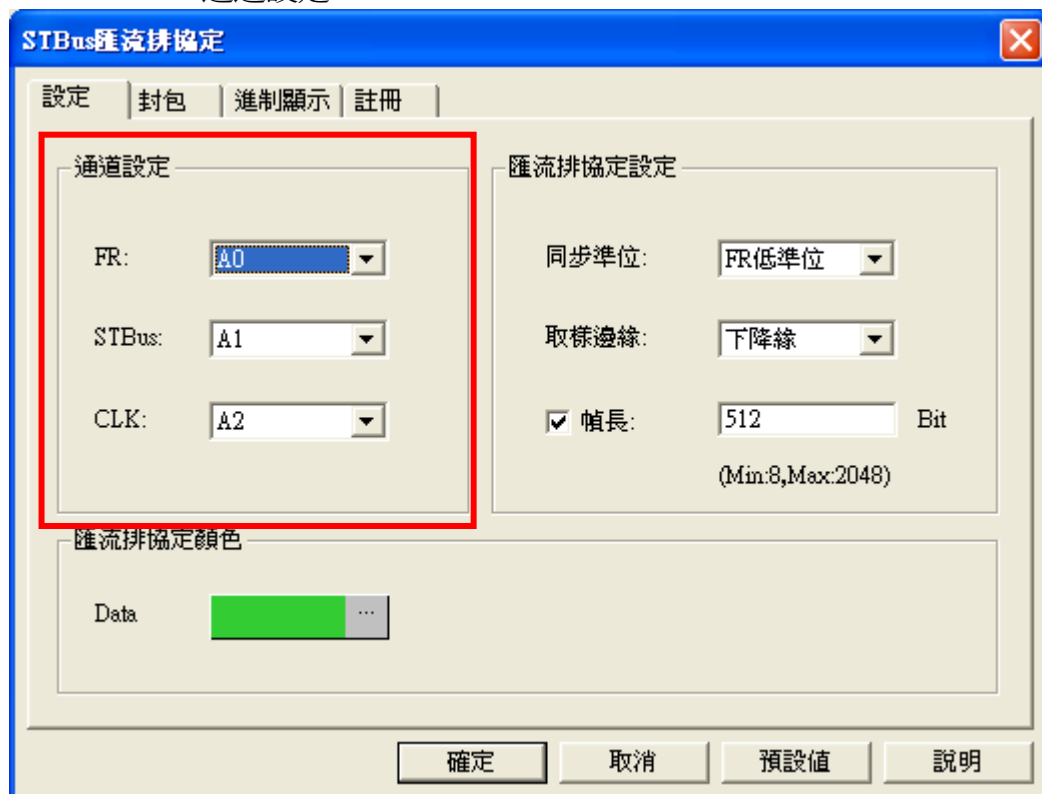 STBus匯流排協定
設定 封包 進制顯示 註冊
通道設定
FR: A0
STBus: A1
CLK: A2
匯流排協定設定
同步準位: FR低準位
取樣邊緣: 下降緣
幀長: 512 Bit
(Min:8,Max:2048)
匯流排協定顏色
Data ...
確定 取消 預設值 說明